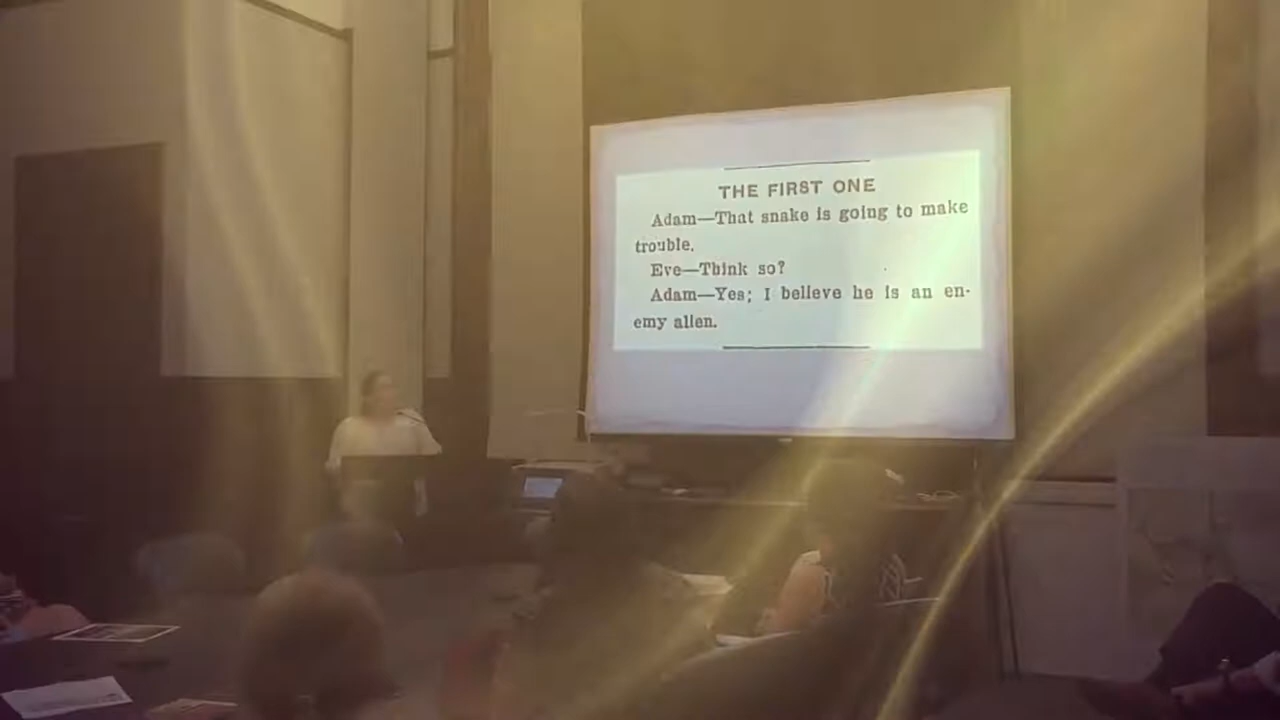 THE FIRST ONE
Adam—That snake is going to make
trouble.
Eve—Think so?
Adam—Yes; I believe he is an en-
emy alien.